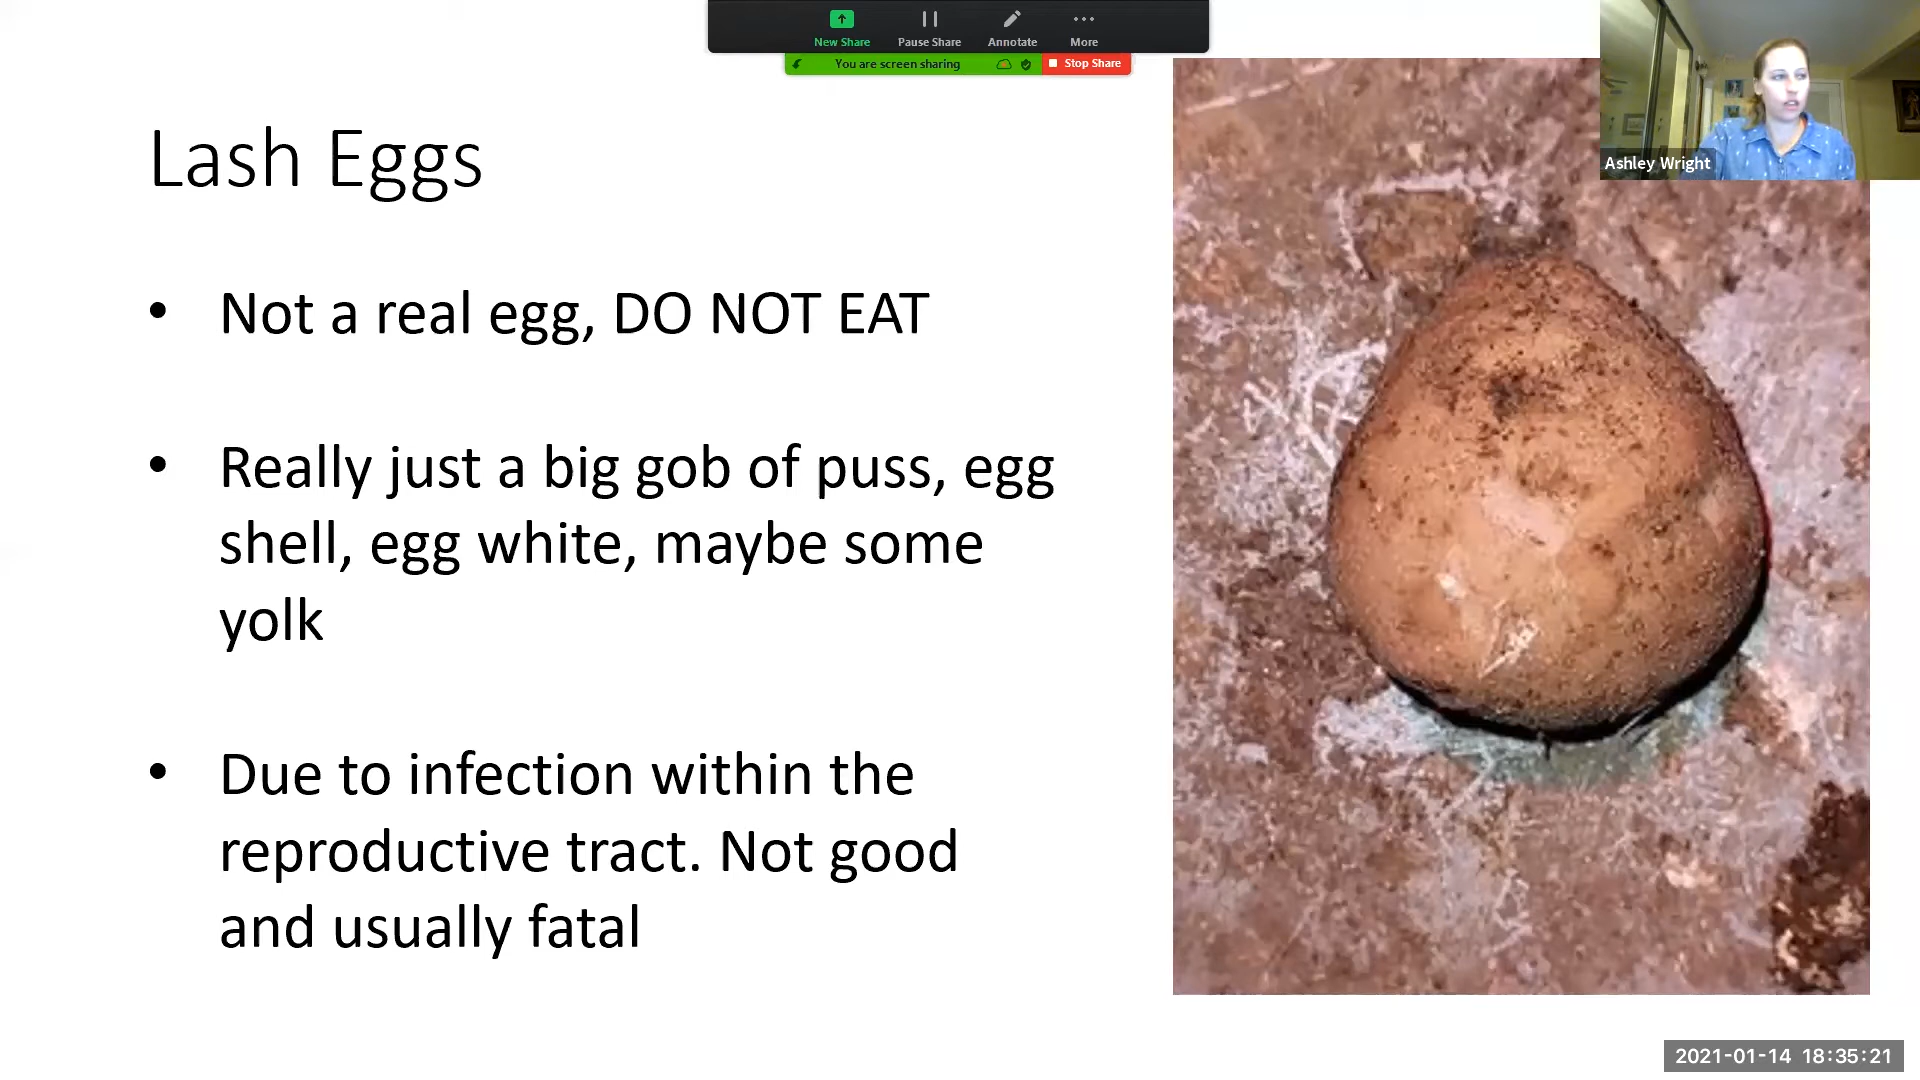 New Share Pause Share Annotate More
You are screen sharing Stop Share
Ashley Wright
Lash Eggs
• Not a real egg, DO NOT EAT
• Really just a big gob of puss, egg
shell, egg white, maybe some
yolk
• Due to infection within the
reproductive tract. Not good
and usually fatal
2021-01-14 18:35:21